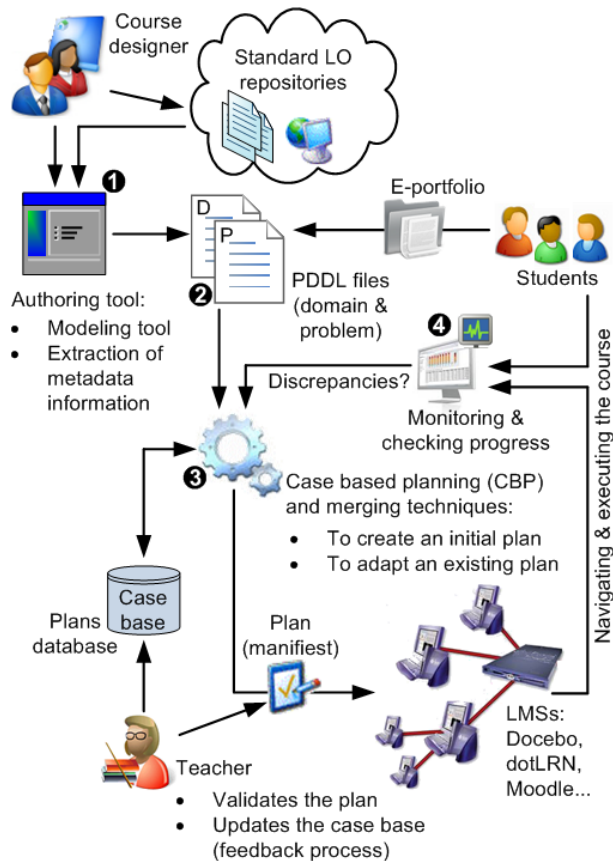 Course
designer
Standard LO
repositories
1
E-portfolio
D
P
Students
2
PDDL files
(domain &
problem)
Authoring tool:
• Modeling tool
• Extraction of
metadata
information
4
Discrepancies?
Monitoring &
checking progress
3
Case based planning (CBP)
and merging techniques:
• To create an initial plan
• To adapt an existing plan
Navigating & executing the course
Case
base
Plans
database
Plan
(manifiest)
LMSs:
Docebo,
dotLRN,
Moodle...
Teacher
• Validates the plan
• Updates the case base
(feedback process)